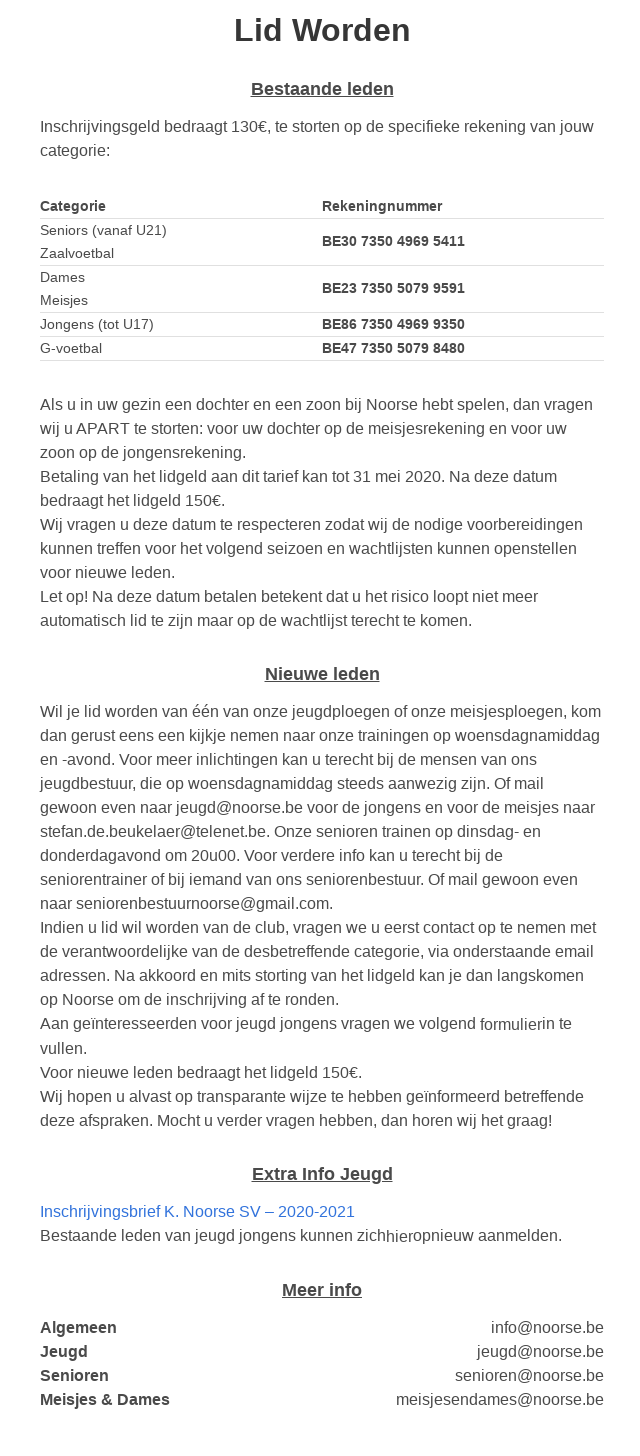 Lid Worden
Bestaande leden
Inschrijvingsgeld bedraagt 130€, te storten op de specifieke rekening van jouw
categorie:
Categorie Rekeningnummer
Seniors (vanaf U21)
Zaalvoetbal
BE30 7350 4969 5411
Dames
Meisjes
BE23 7350 5079 9591
Jongens (tot U17) BE86 7350 4969 9350
G-voetbal BE47 7350 5079 8480
Als u in uw gezin een dochter en een zoon bij Noorse hebt spelen, dan vragen
wij u APART te storten: voor uw dochter op de meisjesrekening en voor uw
zoon op de jongensrekening.
Betaling van het lidgeld aan dit tarief kan tot 31 mei 2020. Na deze datum
bedraagt het lidgeld 150€.
Wij vragen u deze datum te respecteren zodat wij de nodige voorbereidingen
kunnen treffen voor het volgend seizoen en wachtlijsten kunnen openstellen
voor nieuwe leden.
Let op! Na deze datum betalen betekent dat u het risico loopt niet meer
automatisch lid te zijn maar op de wachtlijst terecht te komen.
Nieuwe leden
Wil je lid worden van één van onze jeugdploegen of onze meisjesploegen, kom
dan gerust eens een kijkje nemen naar onze trainingen op woensdagnamiddag
en -avond. Voor meer inlichtingen kan u terecht bij de mensen van ons
jeugdbestuur, die op woensdagnamiddag steeds aanwezig zijn. Of mail
gewoon even naar jeugd@noorse.be voor de jongens en voor de meisjes naar
stefan.de.beukelaer@telenet.be. Onze senioren trainen op dinsdag- en
donderdagavond om 20u00. Voor verdere info kan u terecht bij de
seniorentrainer of bij iemand van ons seniorenbestuur. Of mail gewoon even
naar seniorenbestuurnoorse@gmail.com.
Indien u lid wil worden van de club, vragen we u eerst contact op te nemen met
de verantwoordelijke van de desbetreffende categorie, via onderstaande email
adressen. Na akkoord en mits storting van het lidgeld kan je dan langskomen
op Noorse om de inschrijving af te ronden.
Aan geïnteresseerden voor jeugd jongens vragen we volgend formulierin te
vullen.
Voor nieuwe leden bedraagt het lidgeld 150€.
Wij hopen u alvast op transparante wijze te hebben geïnformeerd betreffende
deze afspraken. Mocht u verder vragen hebben, dan horen wij het graag!
Extra Info Jeugd
Inschrijvingsbrief K. Noorse SV – 2020-2021
Bestaande leden van jeugd jongens kunnen zichhieropnieuw aanmelden.
Meer info
Algemeen info@noorse.be
Jeugd jeugd@noorse.be
Senioren senioren@noorse.be
Meisjes & Dames meisjesendames@noorse.be